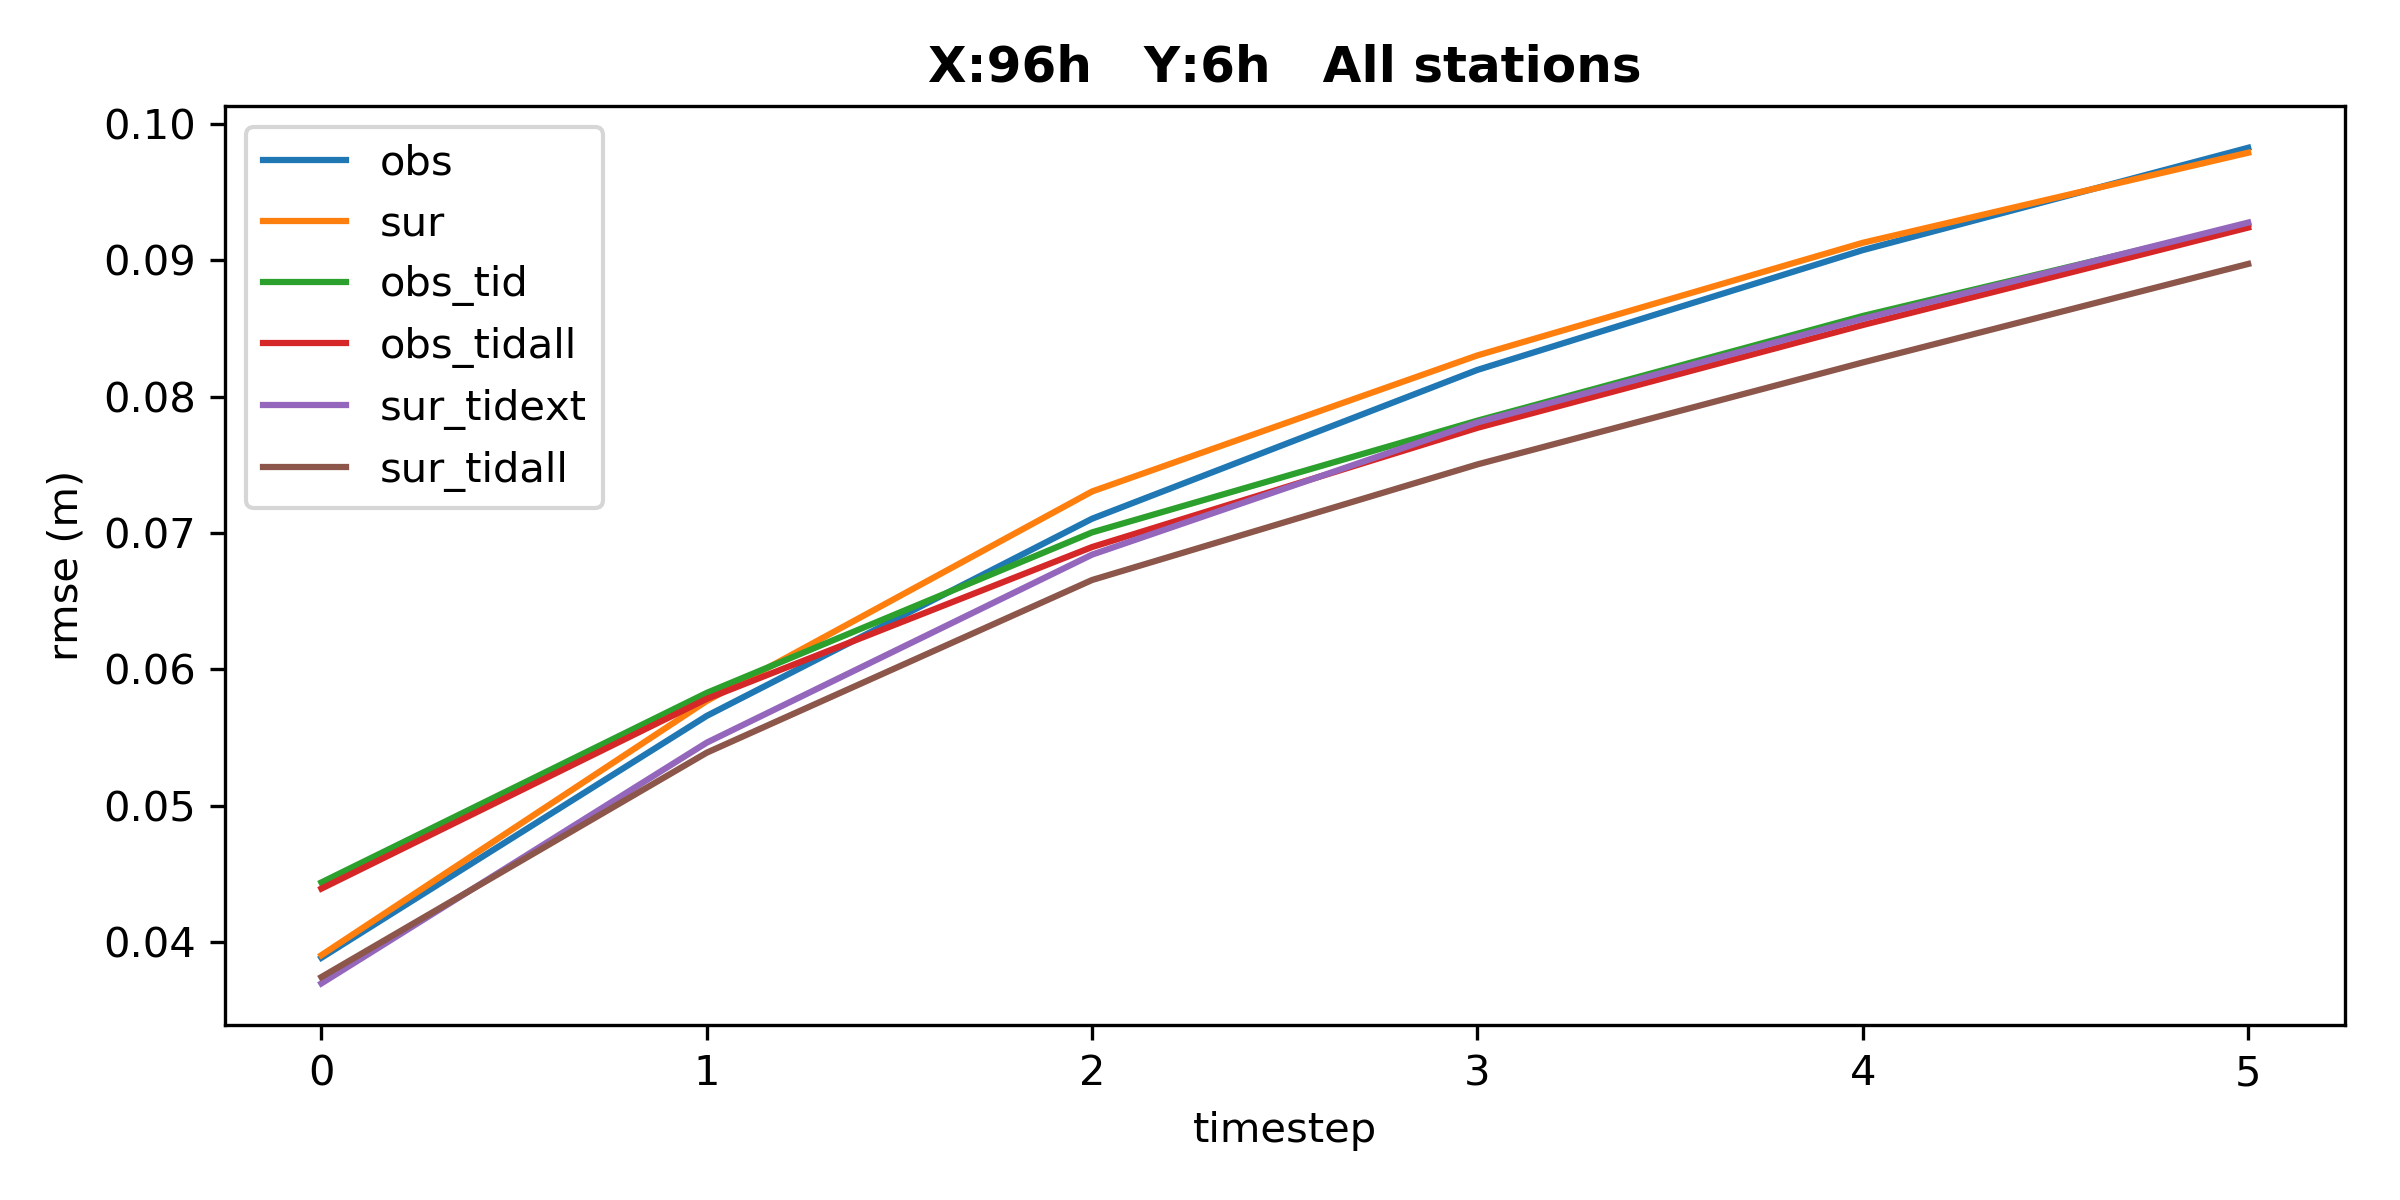 X:96h   Y:6h   All stations
rmse (m)
0.10
0.09
0.08
0.07
0.06
0.05
0.04
obs
sur
obs_tid
obs_tidall
sur_tidext
sur_tidall
0 1 2 3 4 5
timestep